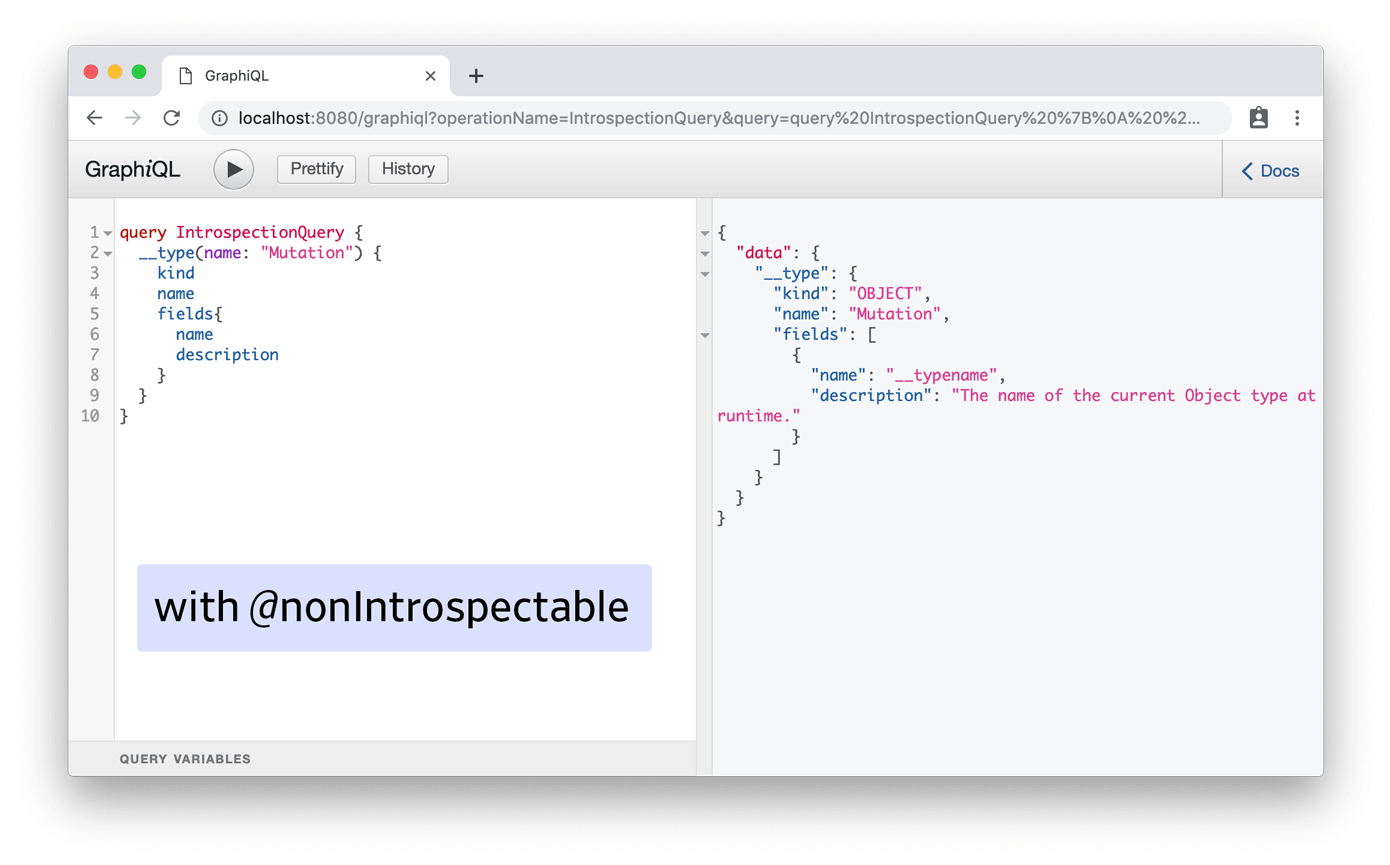 GraphiQL
localhost:8080/graphiql?operationName=IntrospectionQuery&query=query%20IntrospectionQuery%20%7B%0A%20%2...
GraphiQL
Prettify
History
Docs
1 query IntrospectionQuery {
2 __type(name: "Mutation") {
3 kind
4 name
5 fields{
6 name
7 description
8 }
9 }
10 }
{
"data": {
"__type": {
"kind": "OBJECT",
"name": "Mutation",
"fields": [
{
"name": "__typename",
"description": "The name of the current Object type at
runtime."
}
]
}
}
}
with @nonIntrospectable
QUERY VARIABLES